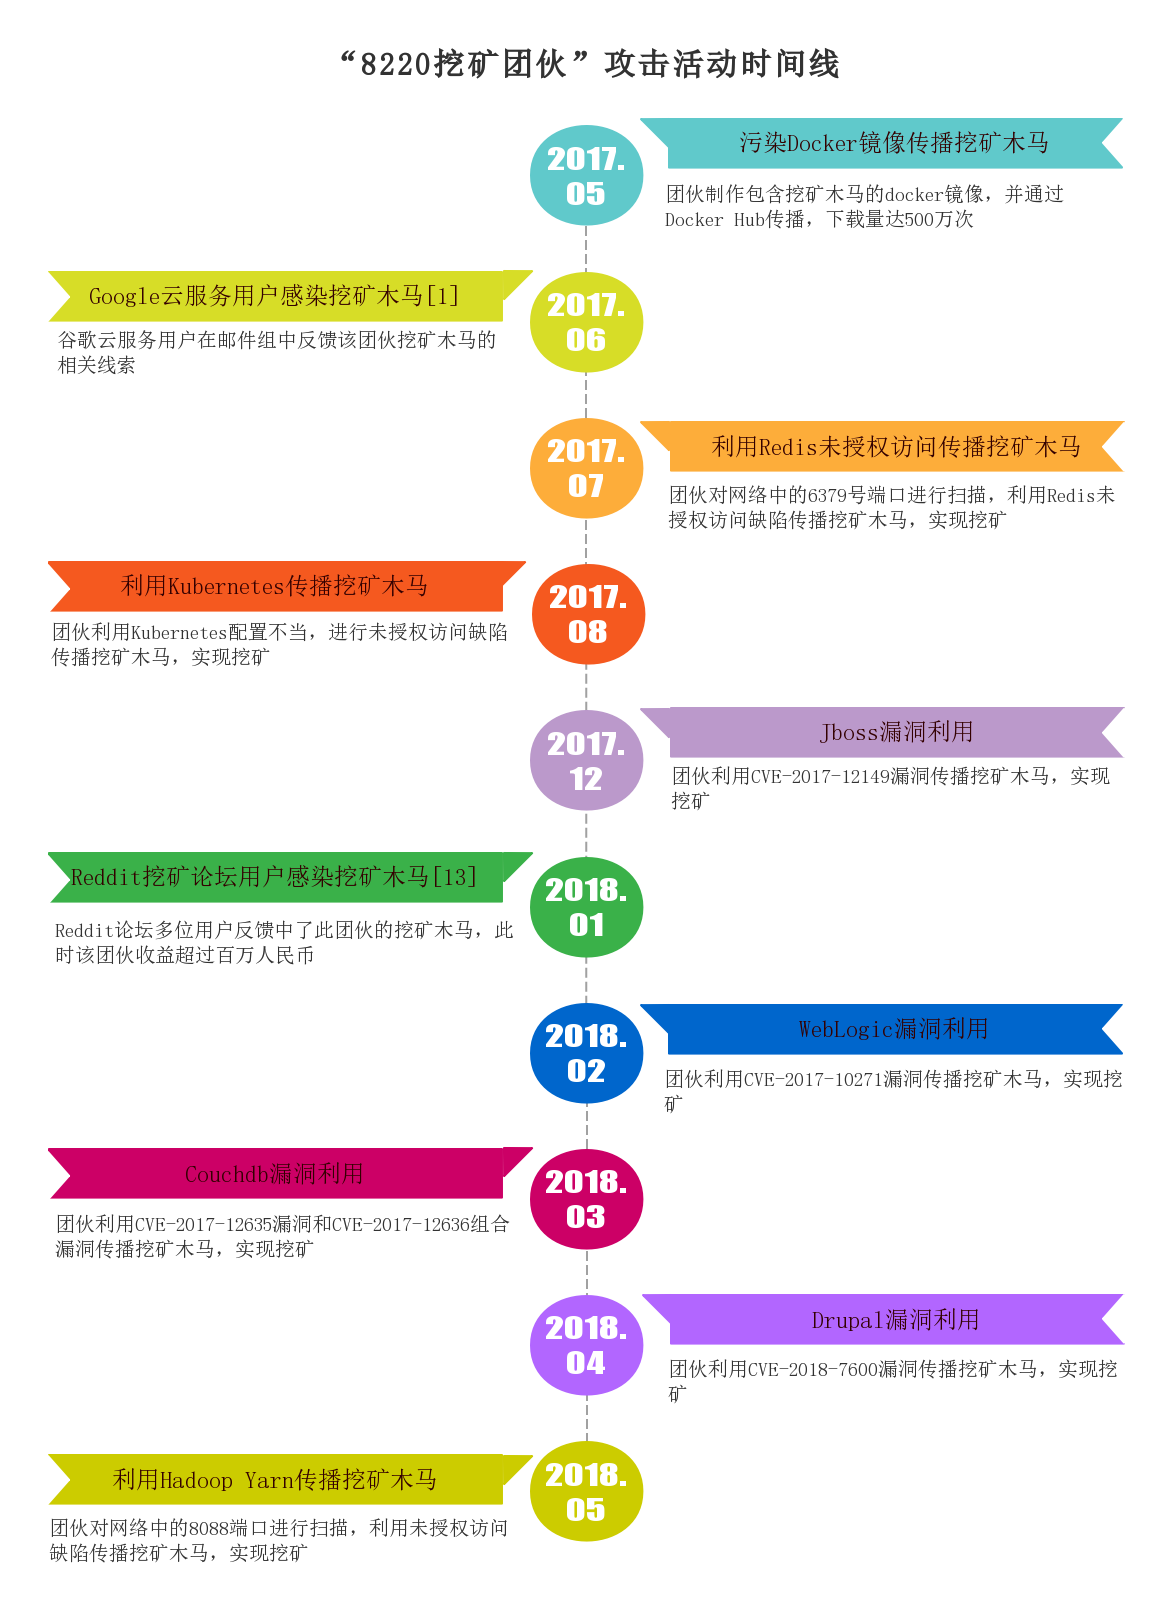 “8220挖矿团伙”攻击活动时间线
2017.
05
污染Docker镜像传播挖矿木马
团伙制作包含挖矿木马的docker镜像，并通过
Docker Hub传播，下载量达500万次
Google云服务用户感染挖矿木马[1]
谷歌云服务用户在邮件组中反馈该团伙挖矿木马的
相关线索
2017.
06
2017.
07
利用Redis未授权访问传播挖矿木马
团伙对网络中的6379号端口进行扫描，利用Redis未
授权访问缺陷传播挖矿木马，实现挖矿
利用Kubernetes传播挖矿木马
团伙利用Kubernetes配置不当，进行未授权访问缺陷
传播挖矿木马，实现挖矿
2017.
08
2017.
12
Jboss漏洞利用
团伙利用CVE-2017-12149漏洞传播挖矿木马，实现
挖矿
Reddit挖矿论坛用户感染挖矿木马[13]
Reddit论坛多位用户反馈中了此团伙的挖矿木马，此
时该团伙收益超过百万人民币
2018.
01
2018.
02
WebLogic漏洞利用
团伙利用CVE-2017-10271漏洞传播挖矿木马，实现挖
矿
Couchdb漏洞利用
团伙利用CVE-2017-12635漏洞和CVE-2017-12636组合
漏洞传播挖矿木马，实现挖矿
2018.
03
2018.
04
Drupal漏洞利用
团伙利用CVE-2018-7600漏洞传播挖矿木马，实现挖
矿
利用Hadoop Yarn传播挖矿木马
团伙对网络中的8088端口进行扫描，利用未授权访问
缺陷传播挖矿木马，实现挖矿
2018.
05